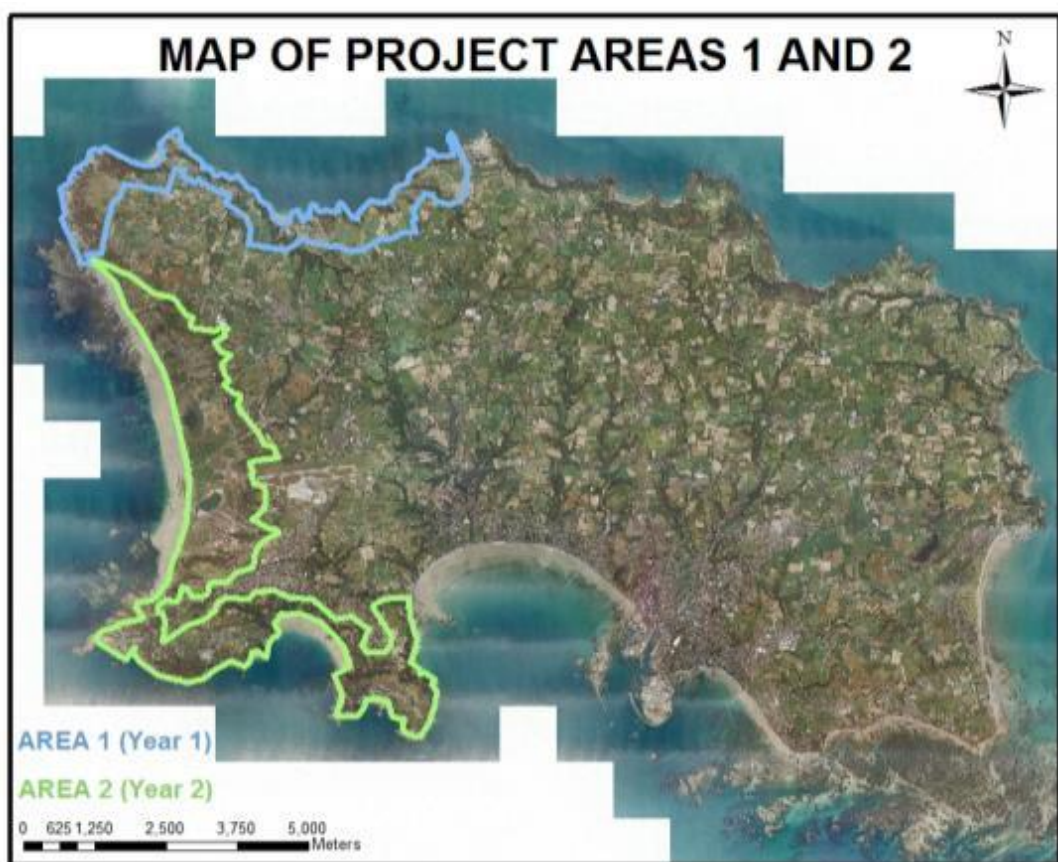 MAP OF PROJECT AREAS 1 AND 2
N
AREA 1 (Year 1)
AREA 2 (Year 2)
0 625 1,250 2,500 3,750 5,000
Meters